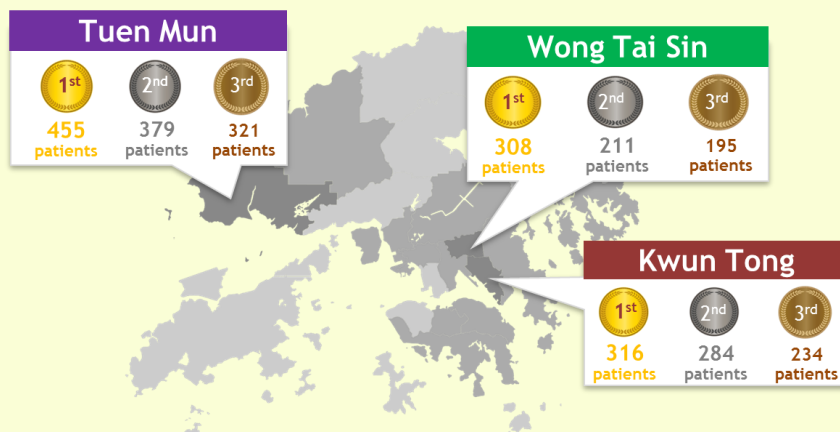 Tuen Mun
1st 2nd 3rd
455 379 321
patients patients patients
Wong Tai Sin
1st 2nd 3rd
308 211 195
patients patients patients
Kwun Tong
1st 2nd 3rd
316 284 234
patients patients patients